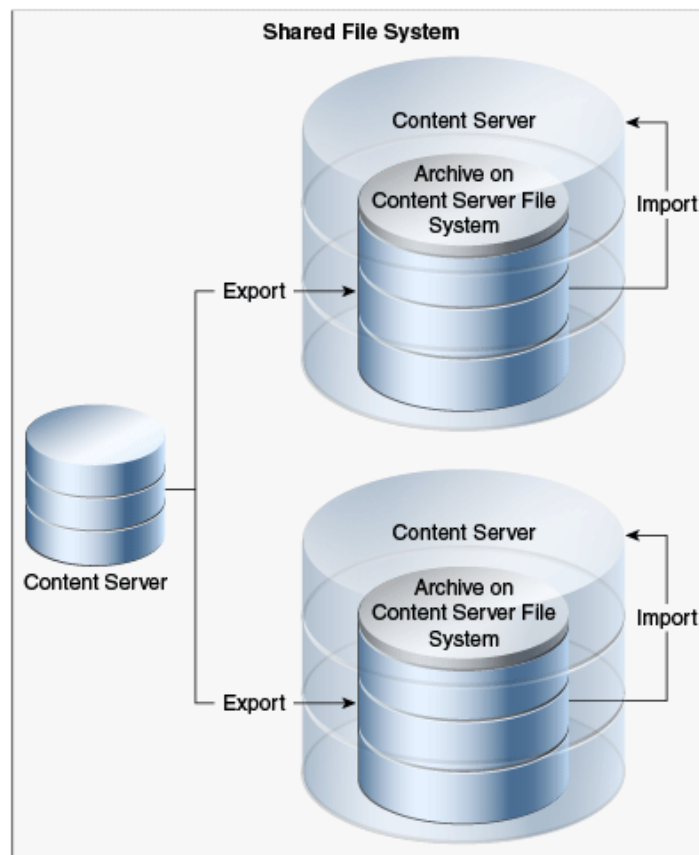 Shared File System
Content Server
Archive on
Content Server File
System
Import
Export
Content Server
Content Server
Archive on
Content Server File
System
Import
Export